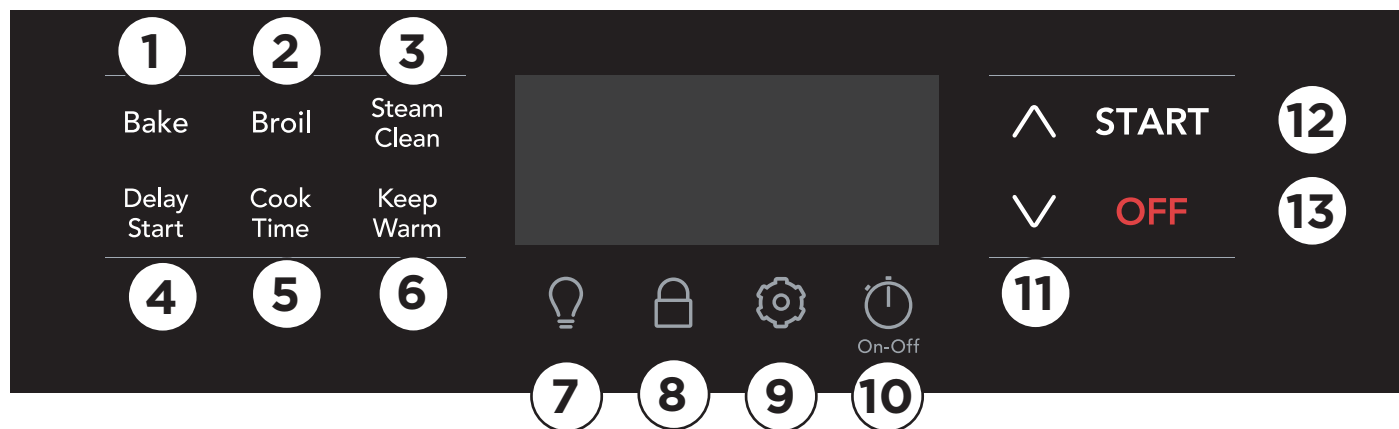 1 2 3
Bake Broil Steam
Clean
Delay
Start Cook
Time Keep
Warm
4 5 6
On-Off
7 8 9 10
START 12
OFF 13
11